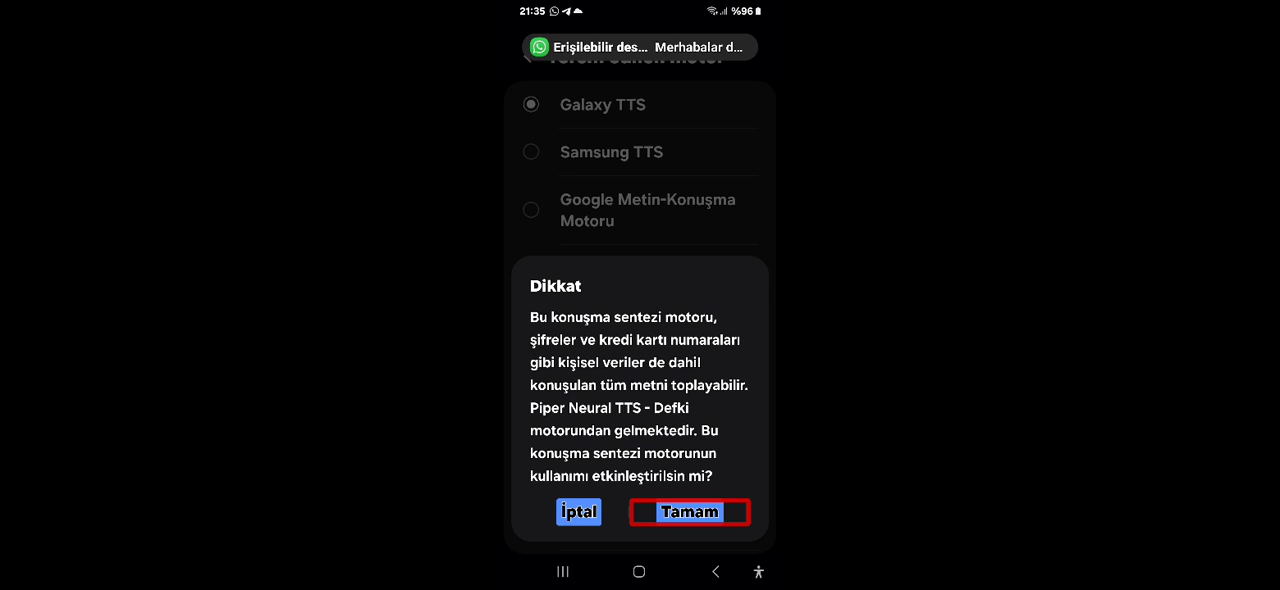 21:35 %96
Erişilebilir des... Merhabalar d...
Galaxy TTS
Samsung TTS
Google Metin-Konuşma
Motoru
Dikkat
Bu konuşma sentezi motoru,
şifreler ve kredi kartı numaraları
gibi kişisel veriler de dahil
konuşulan tüm metni toplayabilir.
Piper Neural TTS - Defki
motorundan gelmektedir. Bu
konuşma sentezi motorunun
kullanımı etkinleştirilsin mi?
İptal Tamam